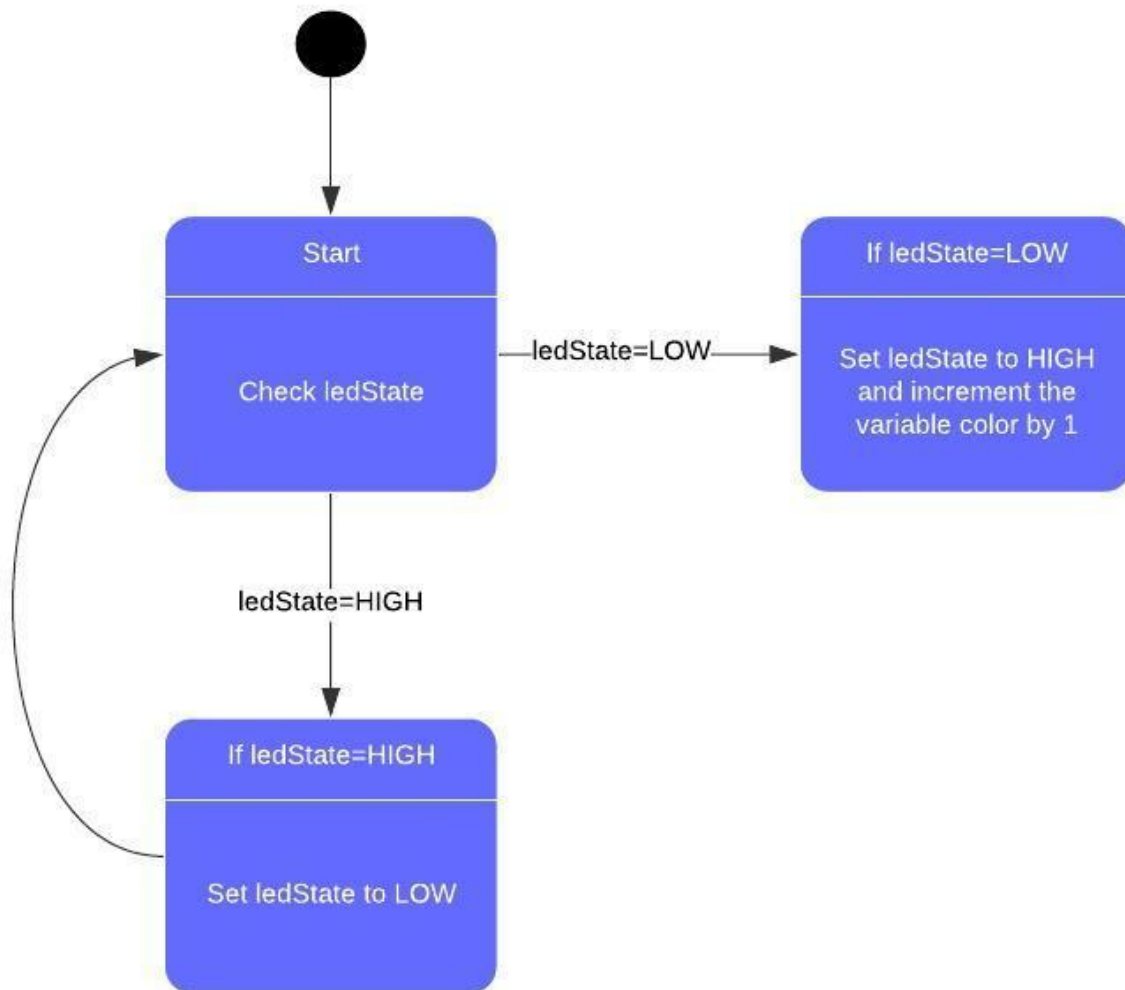 Start
Check ledState
ledState=LOW
If ledState=LOW
Set ledState to HIGH
and increment the
variable color by 1
ledState=HIGH
If ledState=HIGH
Set ledState to LOW